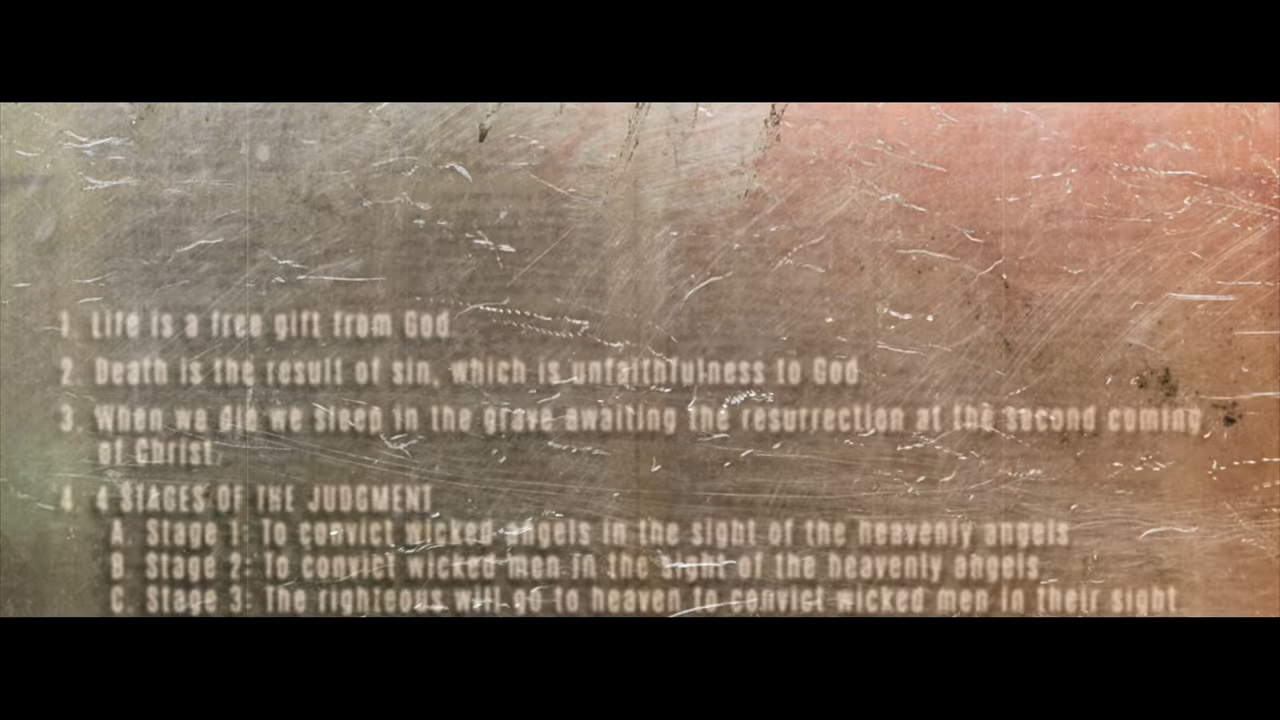 1. Life is a free gift from God
2. Death is the result of sin, which is unfaithfulness to God
3. When we die we sleep in the grave awaiting the resurrection at the second coming
of Christ.
4. 4 STAGES OF THE JUDGMENT
A. Stage 1: To convict wicked angels in the sight of the heavenly angels
B. Stage 2: To convict wicked men in the sight of the heavenly angels
C. Stage 3: The righteous will go to heaven to convict wicked men in their sight